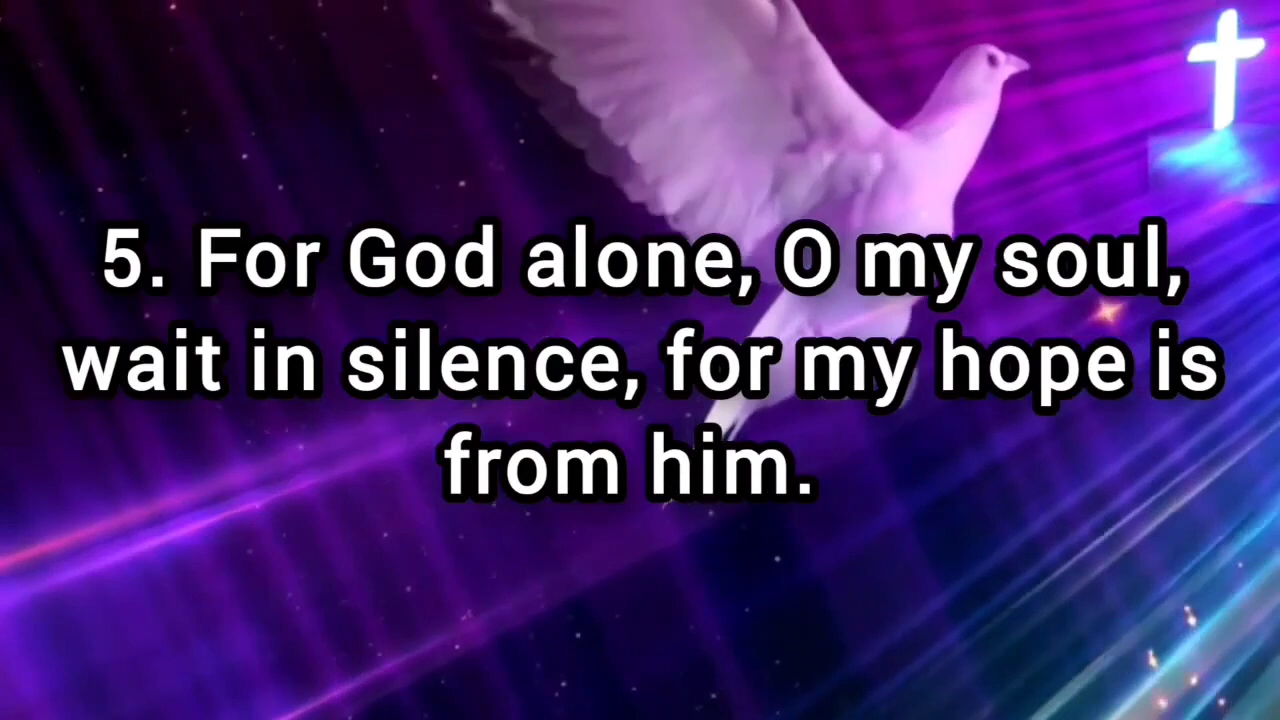 5. For God alone, O my soul,
wait in silence, for my hope is
from him.